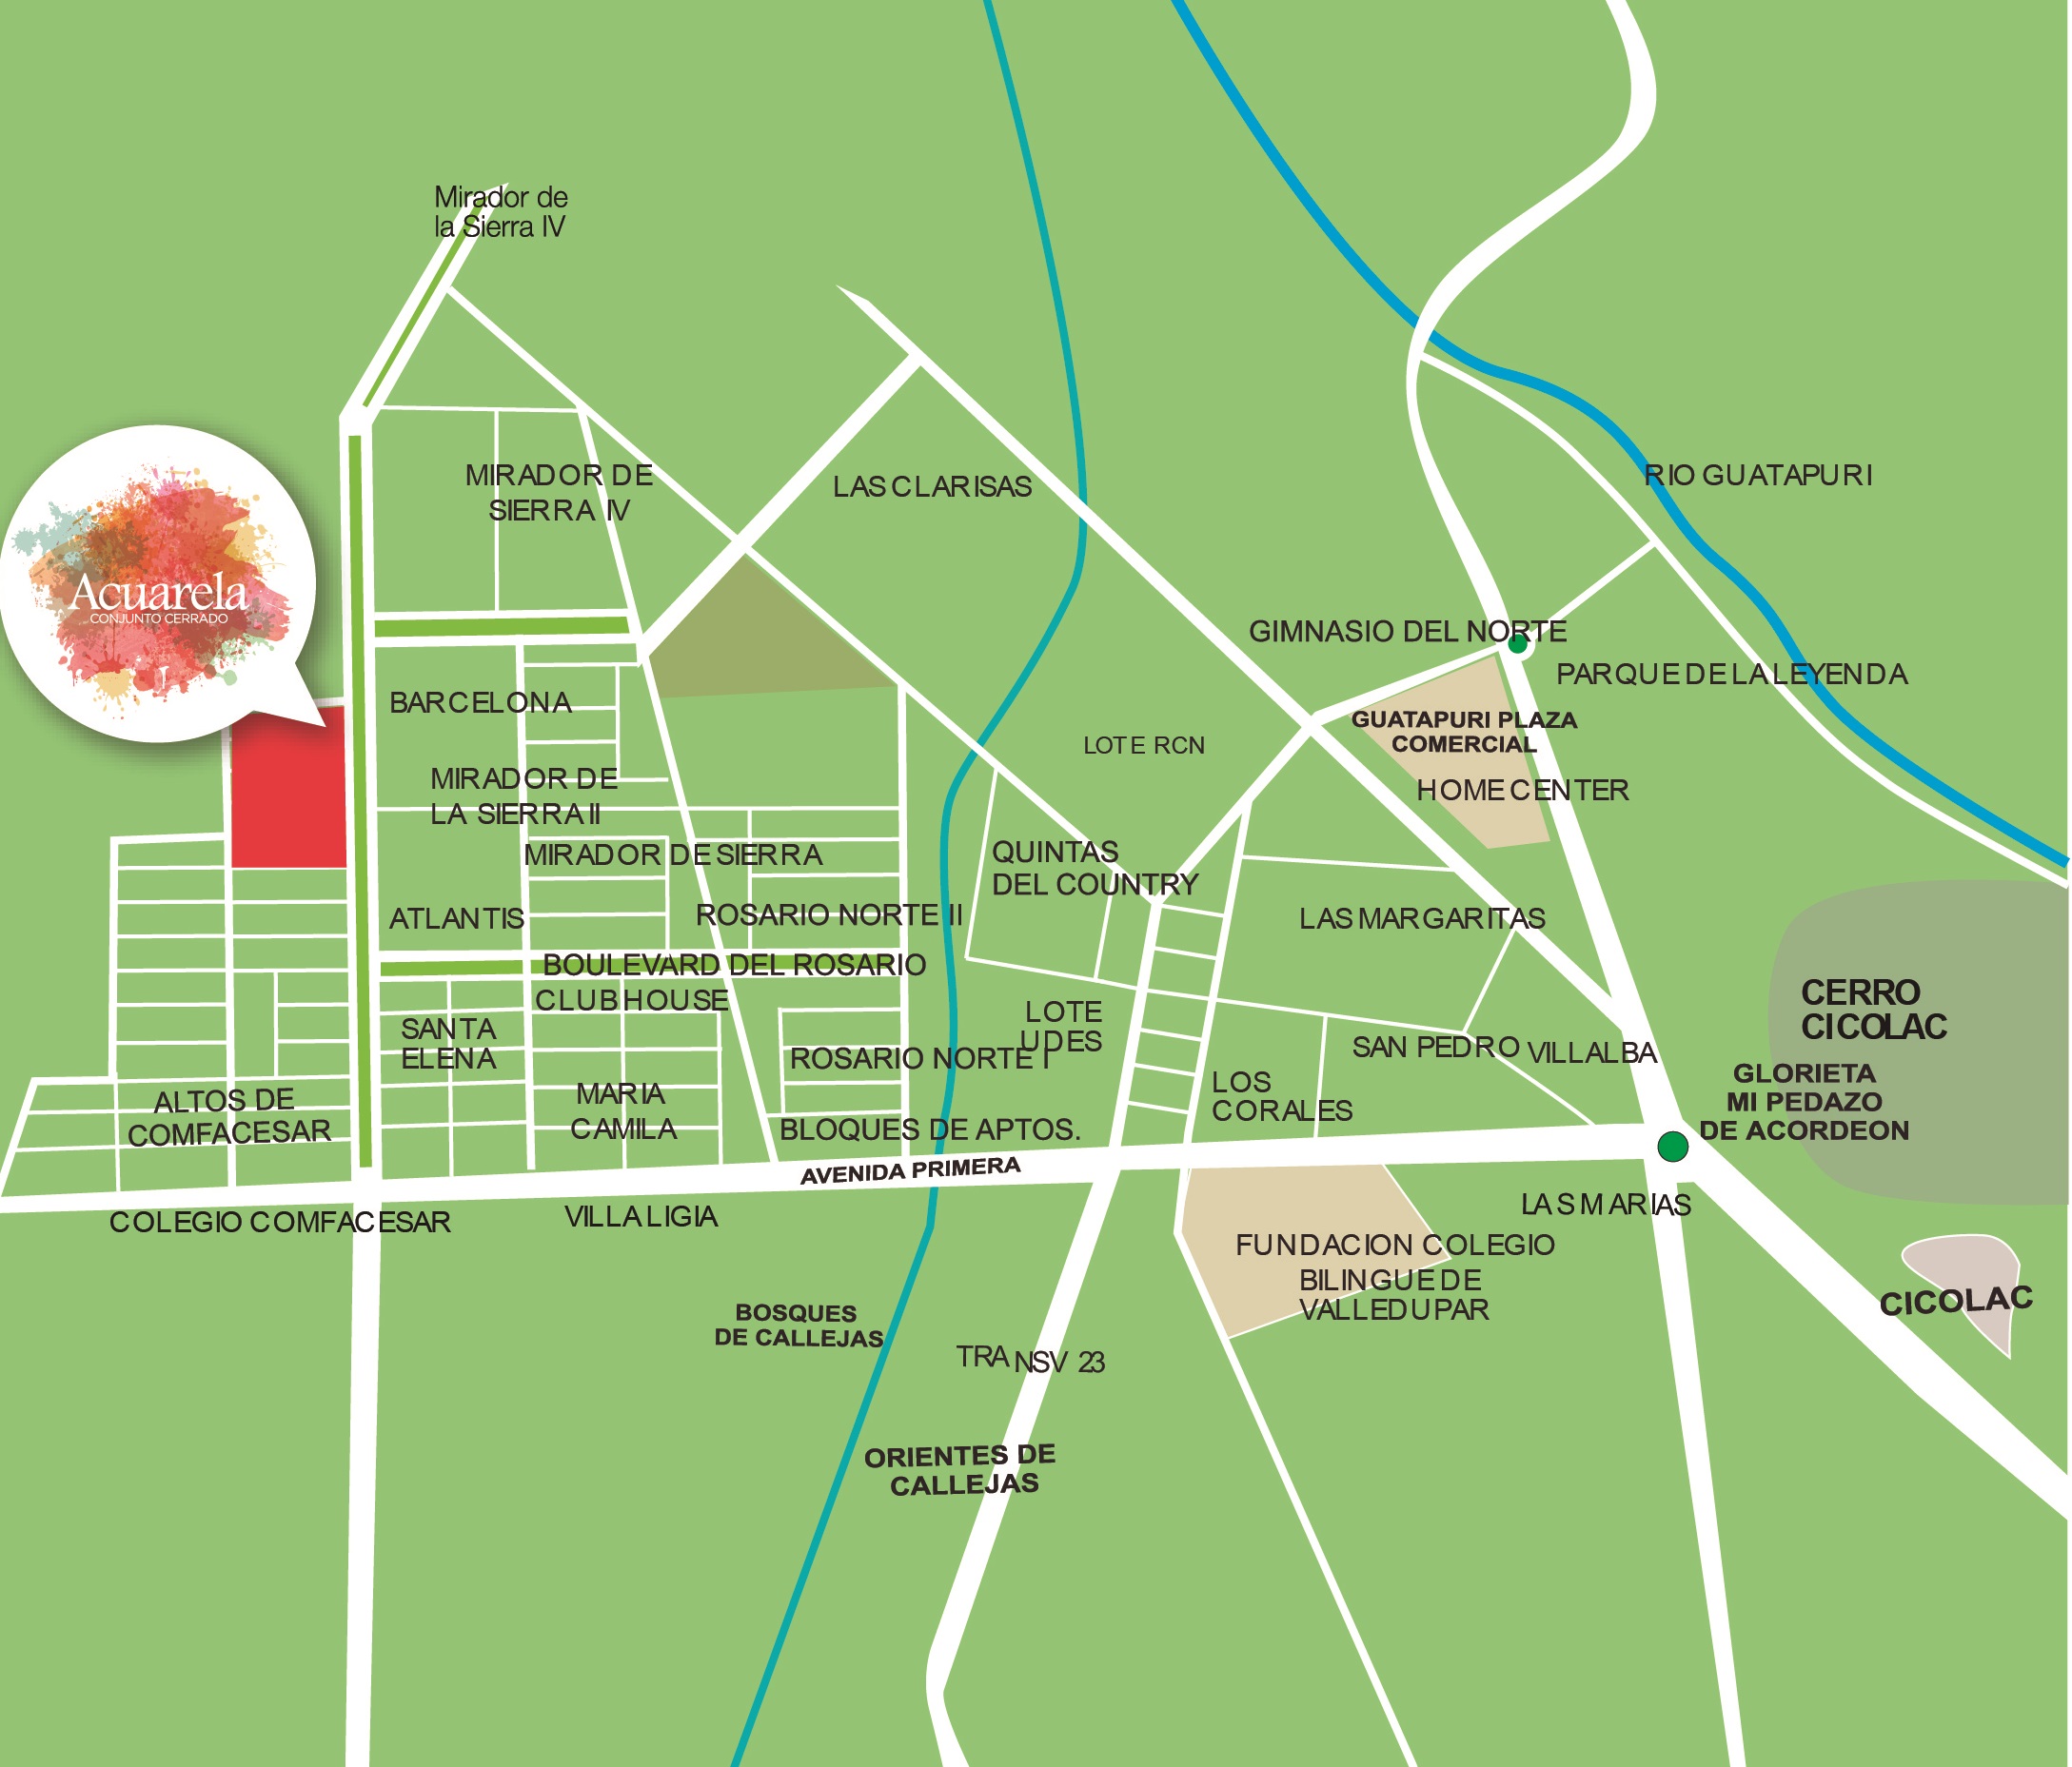 Mirador de
la Sierra IV
MIRADOR DE
SIERRA IV
LAS CLARISAS
RIO GUATAPURI
Acuarela
CONJUNTO CERRADO
GIMNASIO DEL NORTE
PARQUE DE LA LEYENDA
BARCELONA
GUATAPURI PLAZA
COMERCIAL
LOTE RCN
HOME CENTER
MIRADOR DE
LA SIERRA II
MIRADOR DE SIERRA
QUINTAS
DEL COUNTRY
ATLANTIS
ROSARIO NORTE II
LAS MARGARITAS
BOULEVARD DEL ROSARIO
CLUB HOUSE
CERRO
CICOLAC
SANTA
ELENA
LOTE
UDES
ROSARIO NORTE I
SAN PEDRO
VILLALBA
GLORIETA
MI PEDAZO
DE ACORDEON
ALTOS DE
COMFACESAR
MARIA
CAMILA
LOS
CORALES
BLOQUES DE APTOS.
AVENIDA PRIMERA
COLEGIO COMFACESAR
VILLA LIGIA
LAS MARIAS
FUNDACION COLEGIO
BILINGUE DE
VALLEDUPAR
CICOLAC
BOSQUES
DE CALLEJAS
TRANSV 23
ORIENTES DE
CALLEJAS